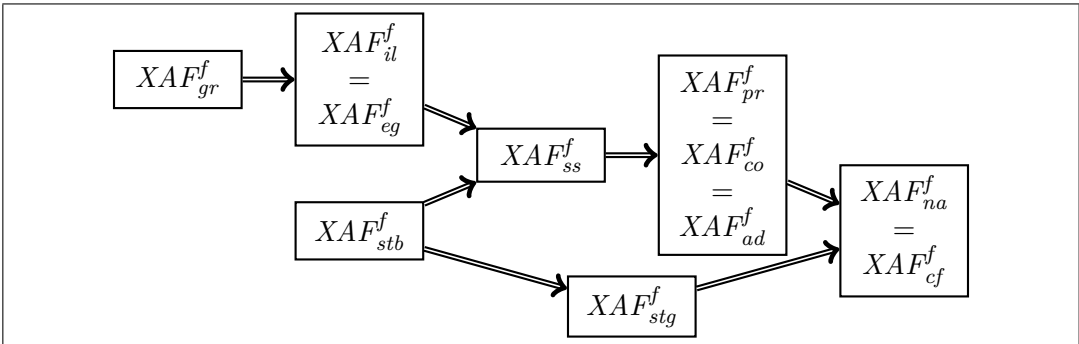 XAF^f_gr
XAF^f_il
=
XAF^f_eg
XAF^f_ss
XAF^f_stb
XAF^f_pr
=
XAF^f_co
=
XAF^f_ad
XAF^f_stg
XAF^f_na
=
XAF^f_cf